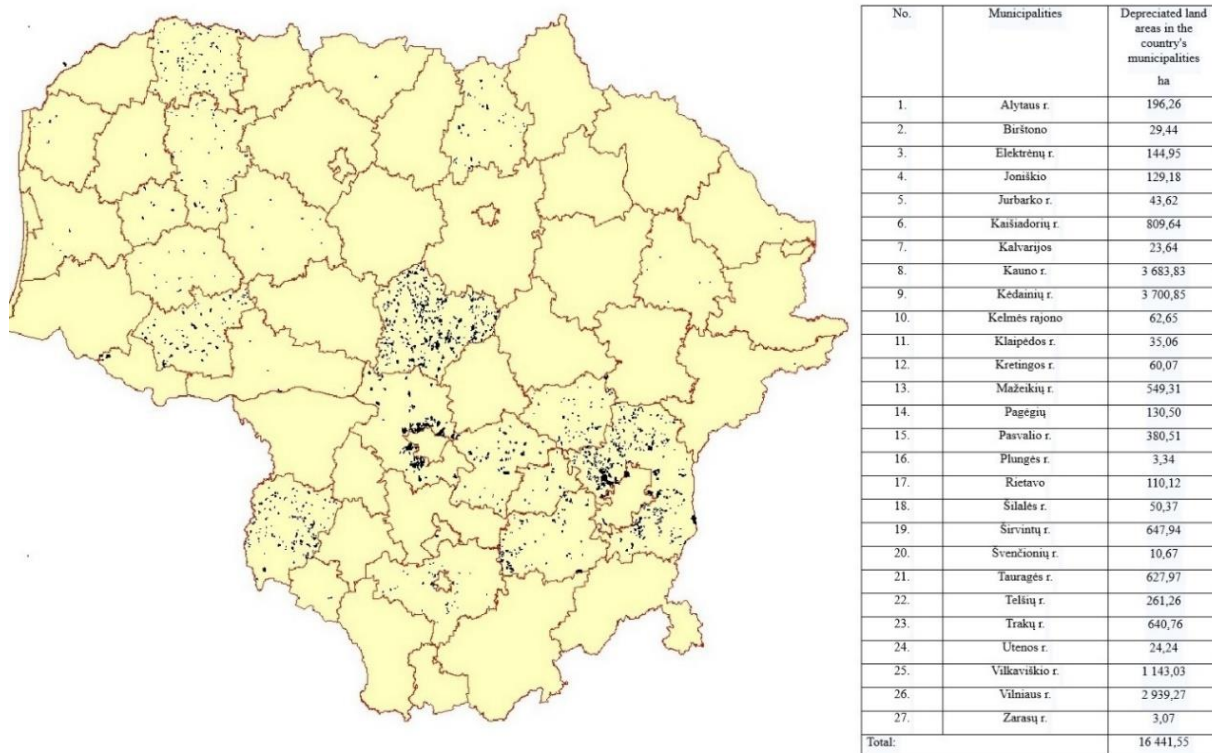 No. Municipalities Depreciated land
areas in the
country's
municipalities
ha
1. Alytaus r. 196,26
2. Birštono 29,44
3. Elektrėnų r. 144,95
4. Joniškio 129,18
5. Jurbarko r. 43,62
6. Kaišiadorių r. 809,64
7. Kalvarijos 23,64
8. Kauno r. 3 683,83
9. Kėdainių r. 3 700,85
10. Kelmės rajono 62,65
11. Klaipėdos r. 35,06
12. Kretingos r. 60,07
13. Mažeikių r. 549,31
14. Pagėgių 130,50
15. Pasvalio r. 380,51
16. Plungės r. 3,34
17. Rietavo 110,12
18. Šilalės r. 50,37
19. Širvintų r. 647,94
20. Švenčionių r. 10,67
21. Tauragės r. 627,97
22. Telšių r. 261,26
23. Trakų r. 640,76
24. Utenos r. 24,24
25. Vilkaviškio r. 1 143,03
26. Vilniaus r. 2 939,27
27. Zarasų r. 3,07
Total: 16 441,55